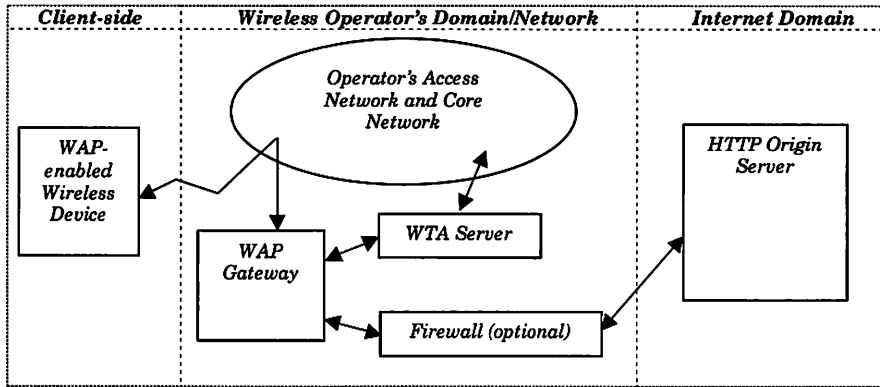 Client-side
Wireless Operator's Domain/Network
Internet Domain
Operator's Access
Network and Core
Network
WAP-
enabled
Wireless
Device
HTTP Origin
Server
WAP
Gateway
WTA Server
Firewall (optional)